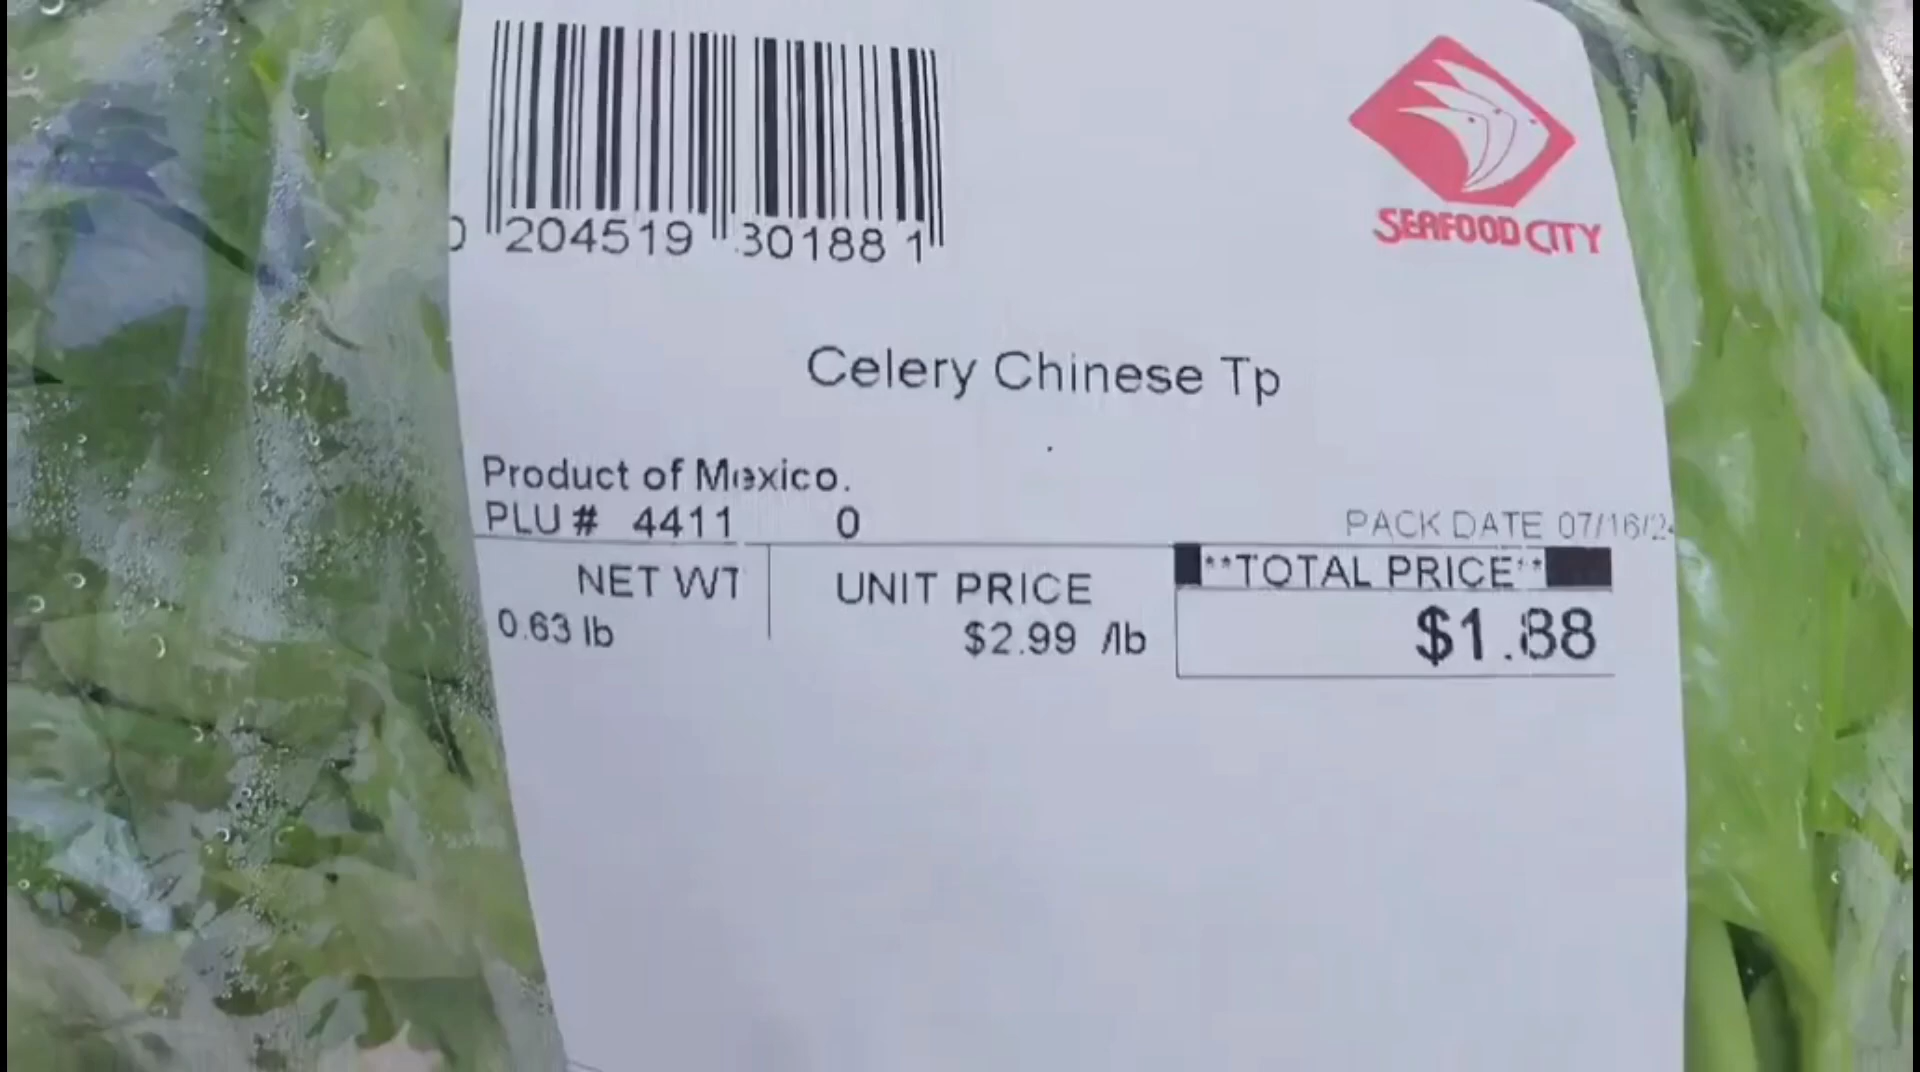 SEAFOOD CITY
0 204519 30188 1
Celery Chinese Tp
Product of Mexico.
PLU # 4411 0
PACK DATE 07/16/2
NET WT
0.63 lb
UNIT PRICE
$2.99 /lb
**TOTAL PRICE**
$1.88